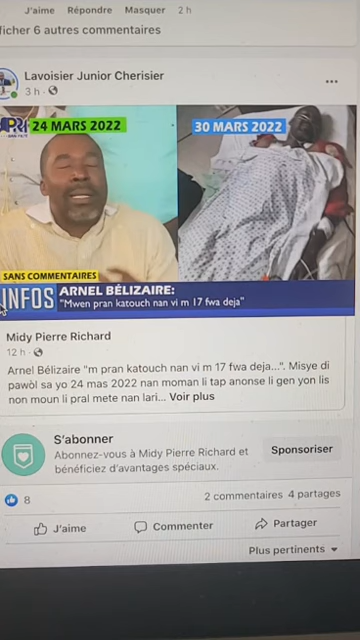 J'aime Répondre Masquer 2 h
ficher 6 autres commentaires
Lavoisier Junior Cherisier
3 h ·
24 MARS 2022
30 MARS 2022
SANS COMMENTAIRES
INFOS
ARNEL BÉLIZAIRE:
"Mwen pran katouch nan vi m 17 fwa deja"
Midy Pierre Richard
12 h ·
Arnel Bélizaire "m pran katouch nan vi m 17 fwa deja...". Misye di
pawòl sa yo 24 mas 2022 nan moman li tap anonse li gen yon lis
non moun li pral mete nan lari... Voir plus
S'abonner
Abonnez-vous à Midy Pierre Richard et
bénéficiez d'avantages spéciaux.
Sponsoriser
8
2 commentaires 4 partages
J'aime
Commenter
Partager
Plus pertinents